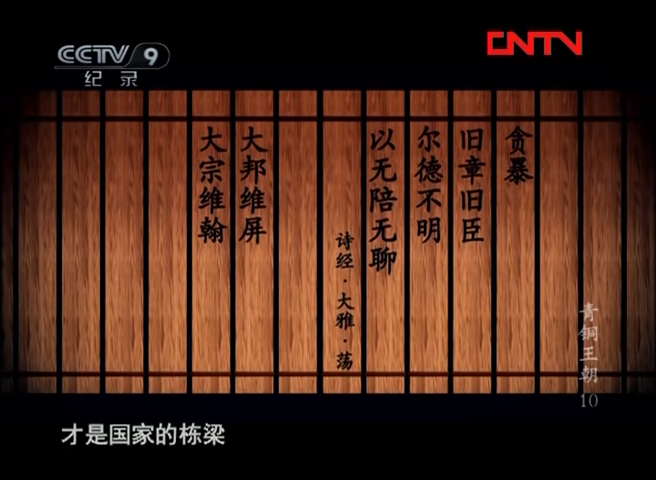 CCTV 9
纪录
CNTV
贪暴
旧章旧臣
尔德不明
以无陪无聊
诗经·大雅·荡
大邦维屏
大宗维翰
青铜王朝
10
才是国家的栋梁